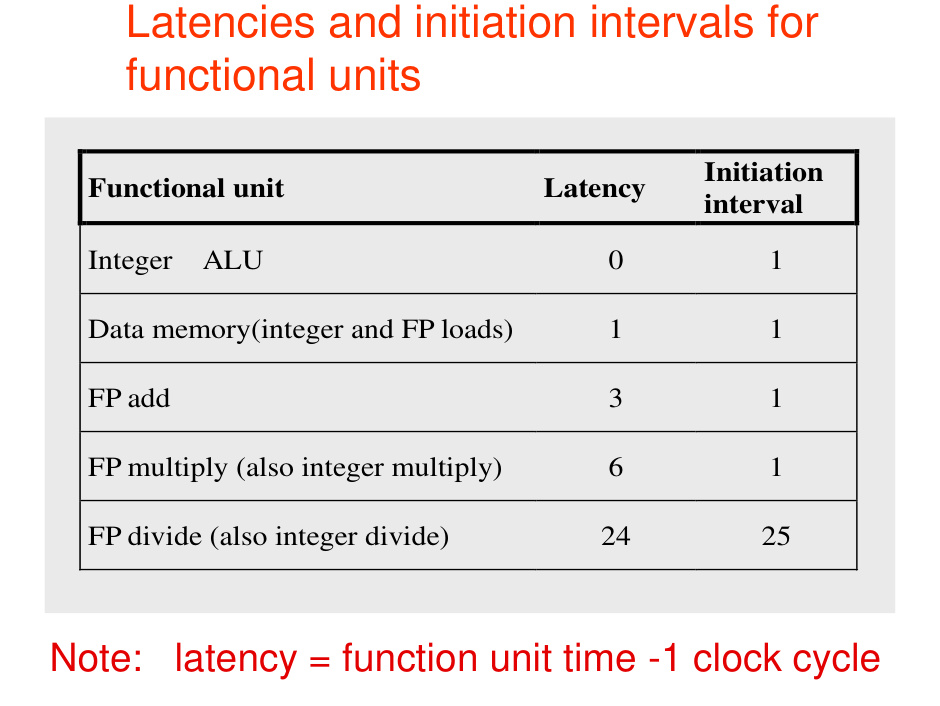 Latencies and initiation intervals for
functional units
Functional unit Latency Initiation interval
Integer ALU 0 1
Data memory(integer and FP loads) 1 1
FP add 3 1
FP multiply (also integer multiply) 6 1
FP divide (also integer divide) 24 25
Note: latency = function unit time -1 clock cycle